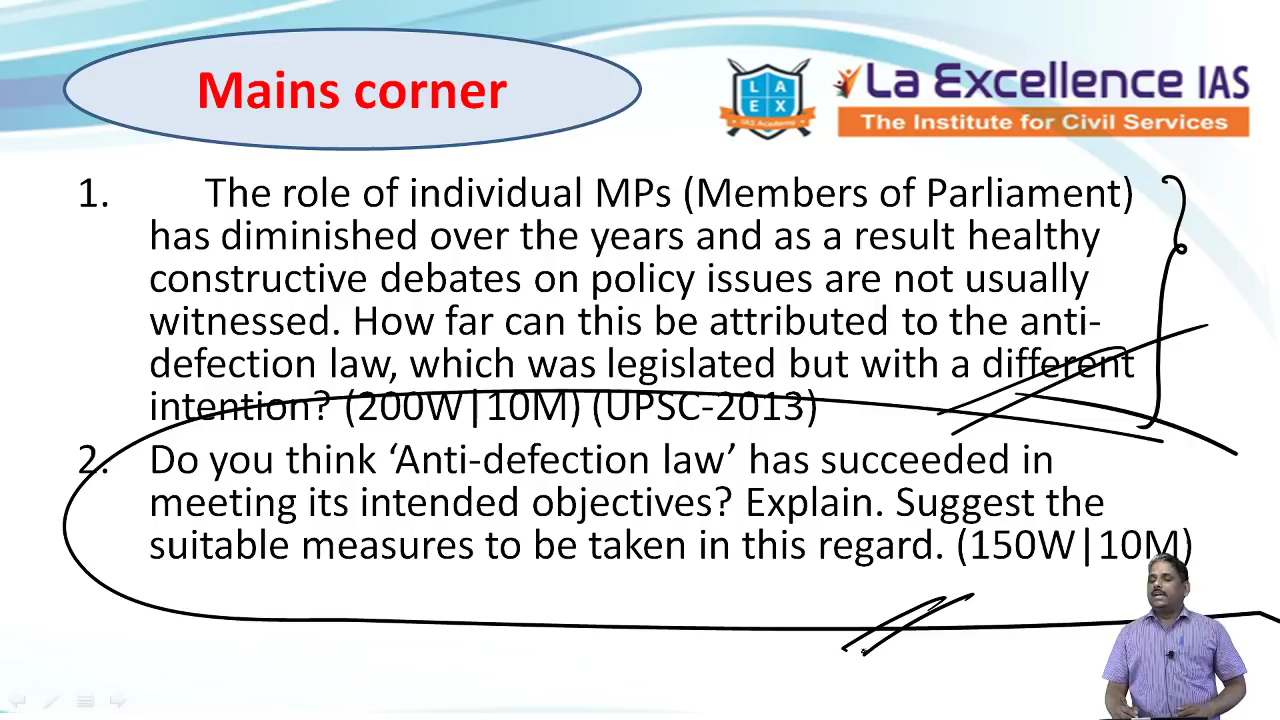 Mains corner
LA
EX
IAS Academy
La Excellence IAS
The Institute for Civil Services
1. The role of individual MPs (Members of Parliament)
has diminished over the years and as a result healthy
constructive debates on policy issues are not usually
witnessed. How far can this be attributed to the anti-
defection law, which was legislated but with a different
intention? (200W|10M) (UPSC-2013)
2. Do you think ‘Anti-defection law’ has succeeded in
meeting its intended objectives? Explain. Suggest the
suitable measures to be taken in this regard. (150W|10M)